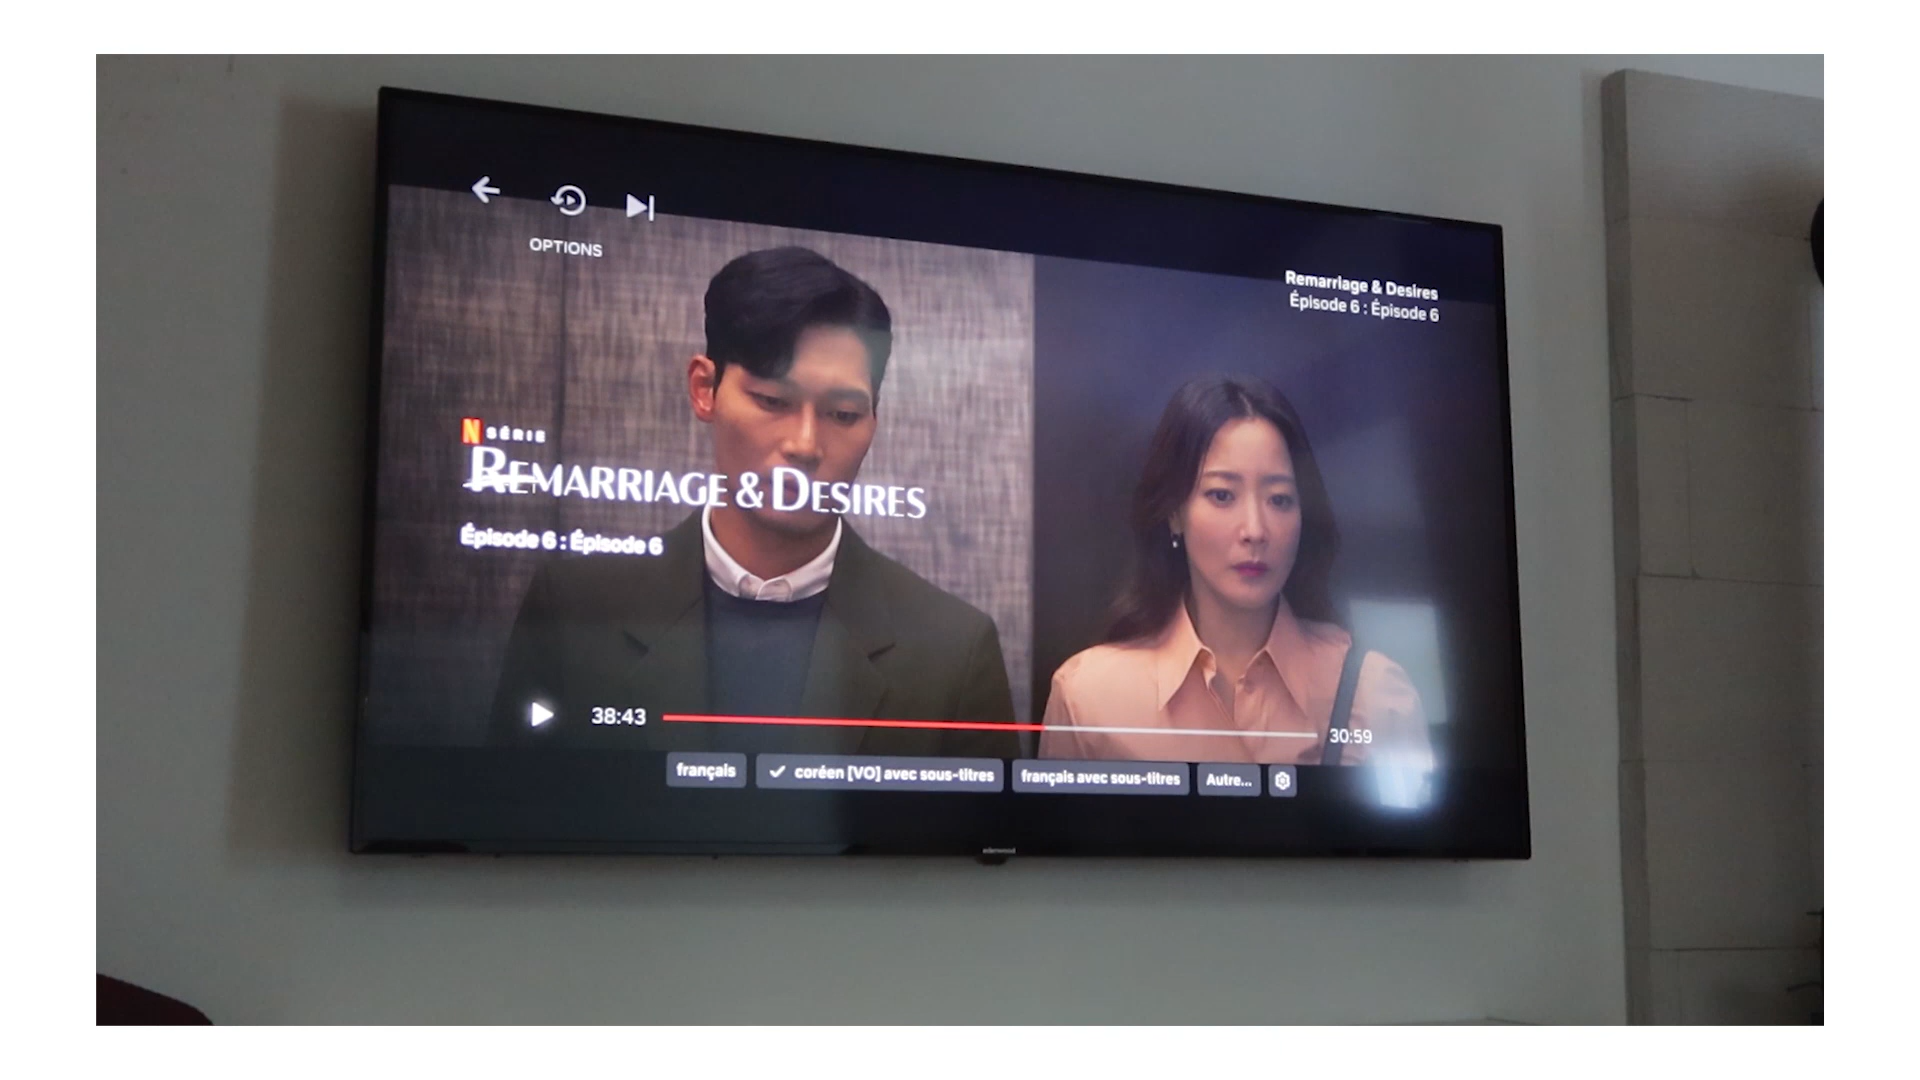 OPTIONS
Remarriage & Desires
Épisode 6 : Épisode 6
N SÉRIE
REMARRIAGE & DESIRES
Épisode 6 : Épisode 6
38:43
30:59
français
coréen [VO] avec sous-titres
français avec sous-titres
Autre...